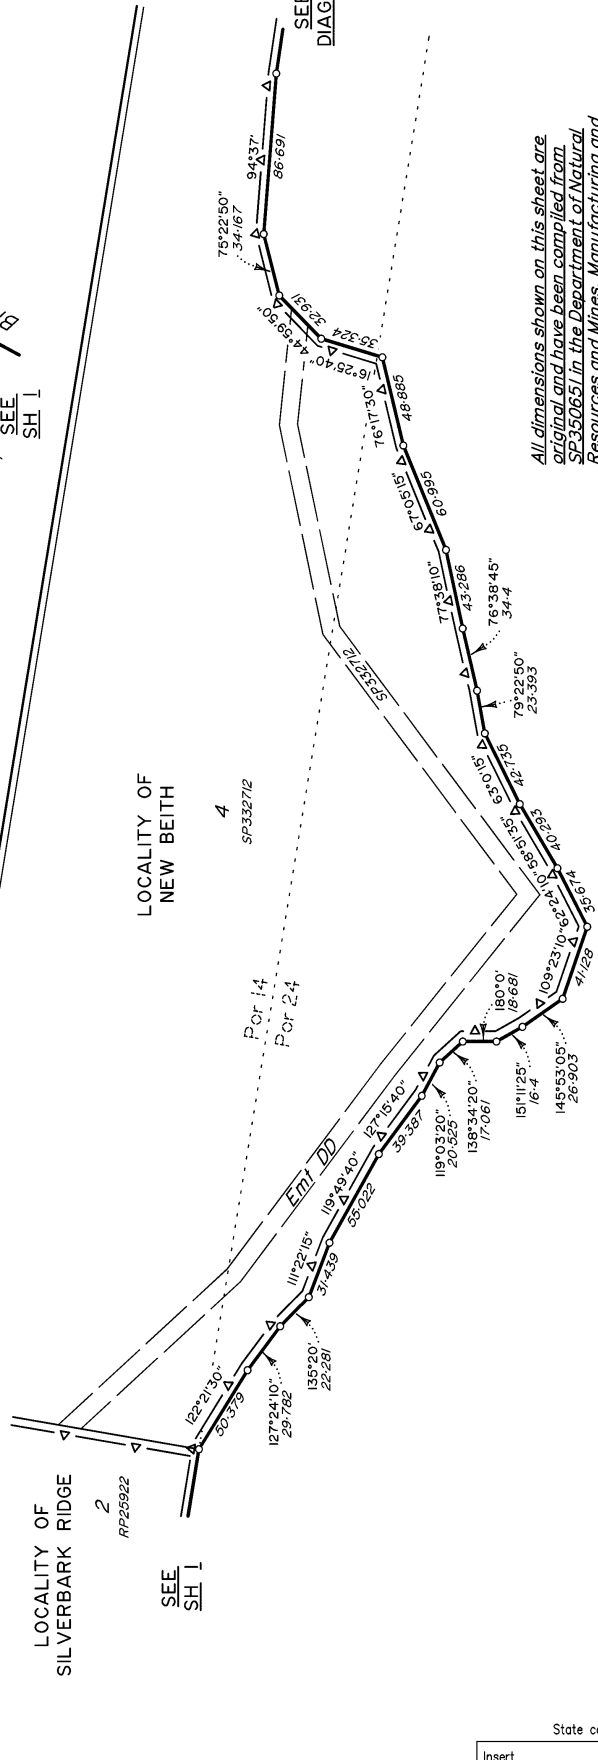 LOCALITY OF
SILVERBARK RIDGE
2
RP25922
SEE
SH 1
122°21'30"
50·379
127°24'10"
29·782
135°20'
22·281
111°22'15"
31·439
119°49'40"
55·022
127°15'40"
39·387
119°03'20"
20·525
138°34'20"
17·061
180°0'
18·681
151°11'25"
16·4
145°53'05"
26·903
109°23'10"
41·128
62°24'10"
35·674
58°51'35"
40·293
63°0'15"
42·735
79°22'50"
23·393
76°38'45"
34·4
77°38'10"
43·286
67°05'15"
60·995
76°17'30"
48·885
16°25'40"
35·324
44°59'50"
32·931
75°22'50"
34·167
94°37'
86·691
Emt DD
Por 14
Por 24
LOCALITY OF
NEW BEITH
4
SP332712
SP332712
SEE
SH 1
All dimensions shown on this sheet are
original and have been compiled from
SP350651 in the Department of Natural
Resources and Mines, Manufacturing and
State
Insert